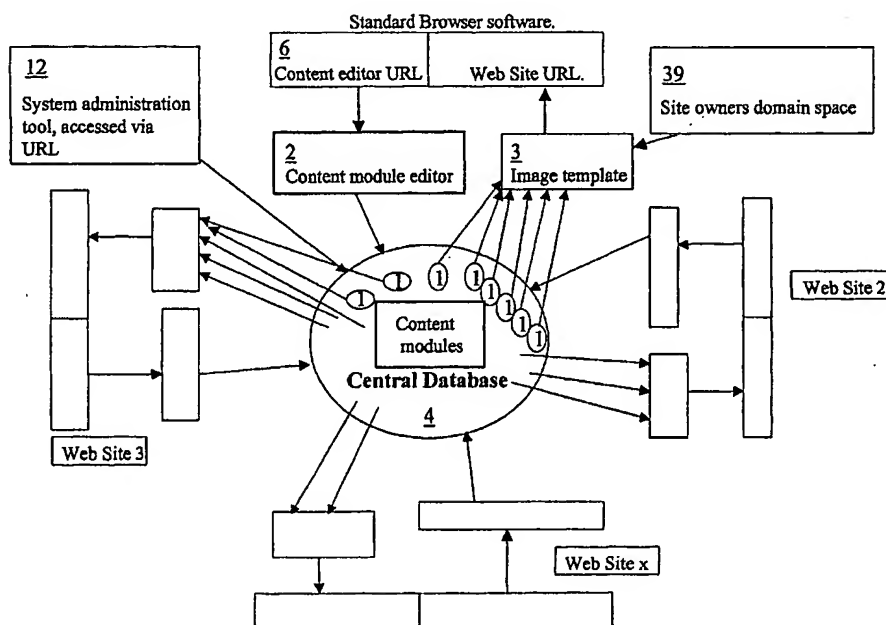 Standard Browser software.
12
System administration
tool, accessed via
URL
6
Content editor URL
Web Site URL.
39
Site owners domain space
2
Content module editor
3
Image template
1
1
1
1
1
1
1
1
Web Site 2
Content
modules
Central Database
4
Web Site 3
Web Site x